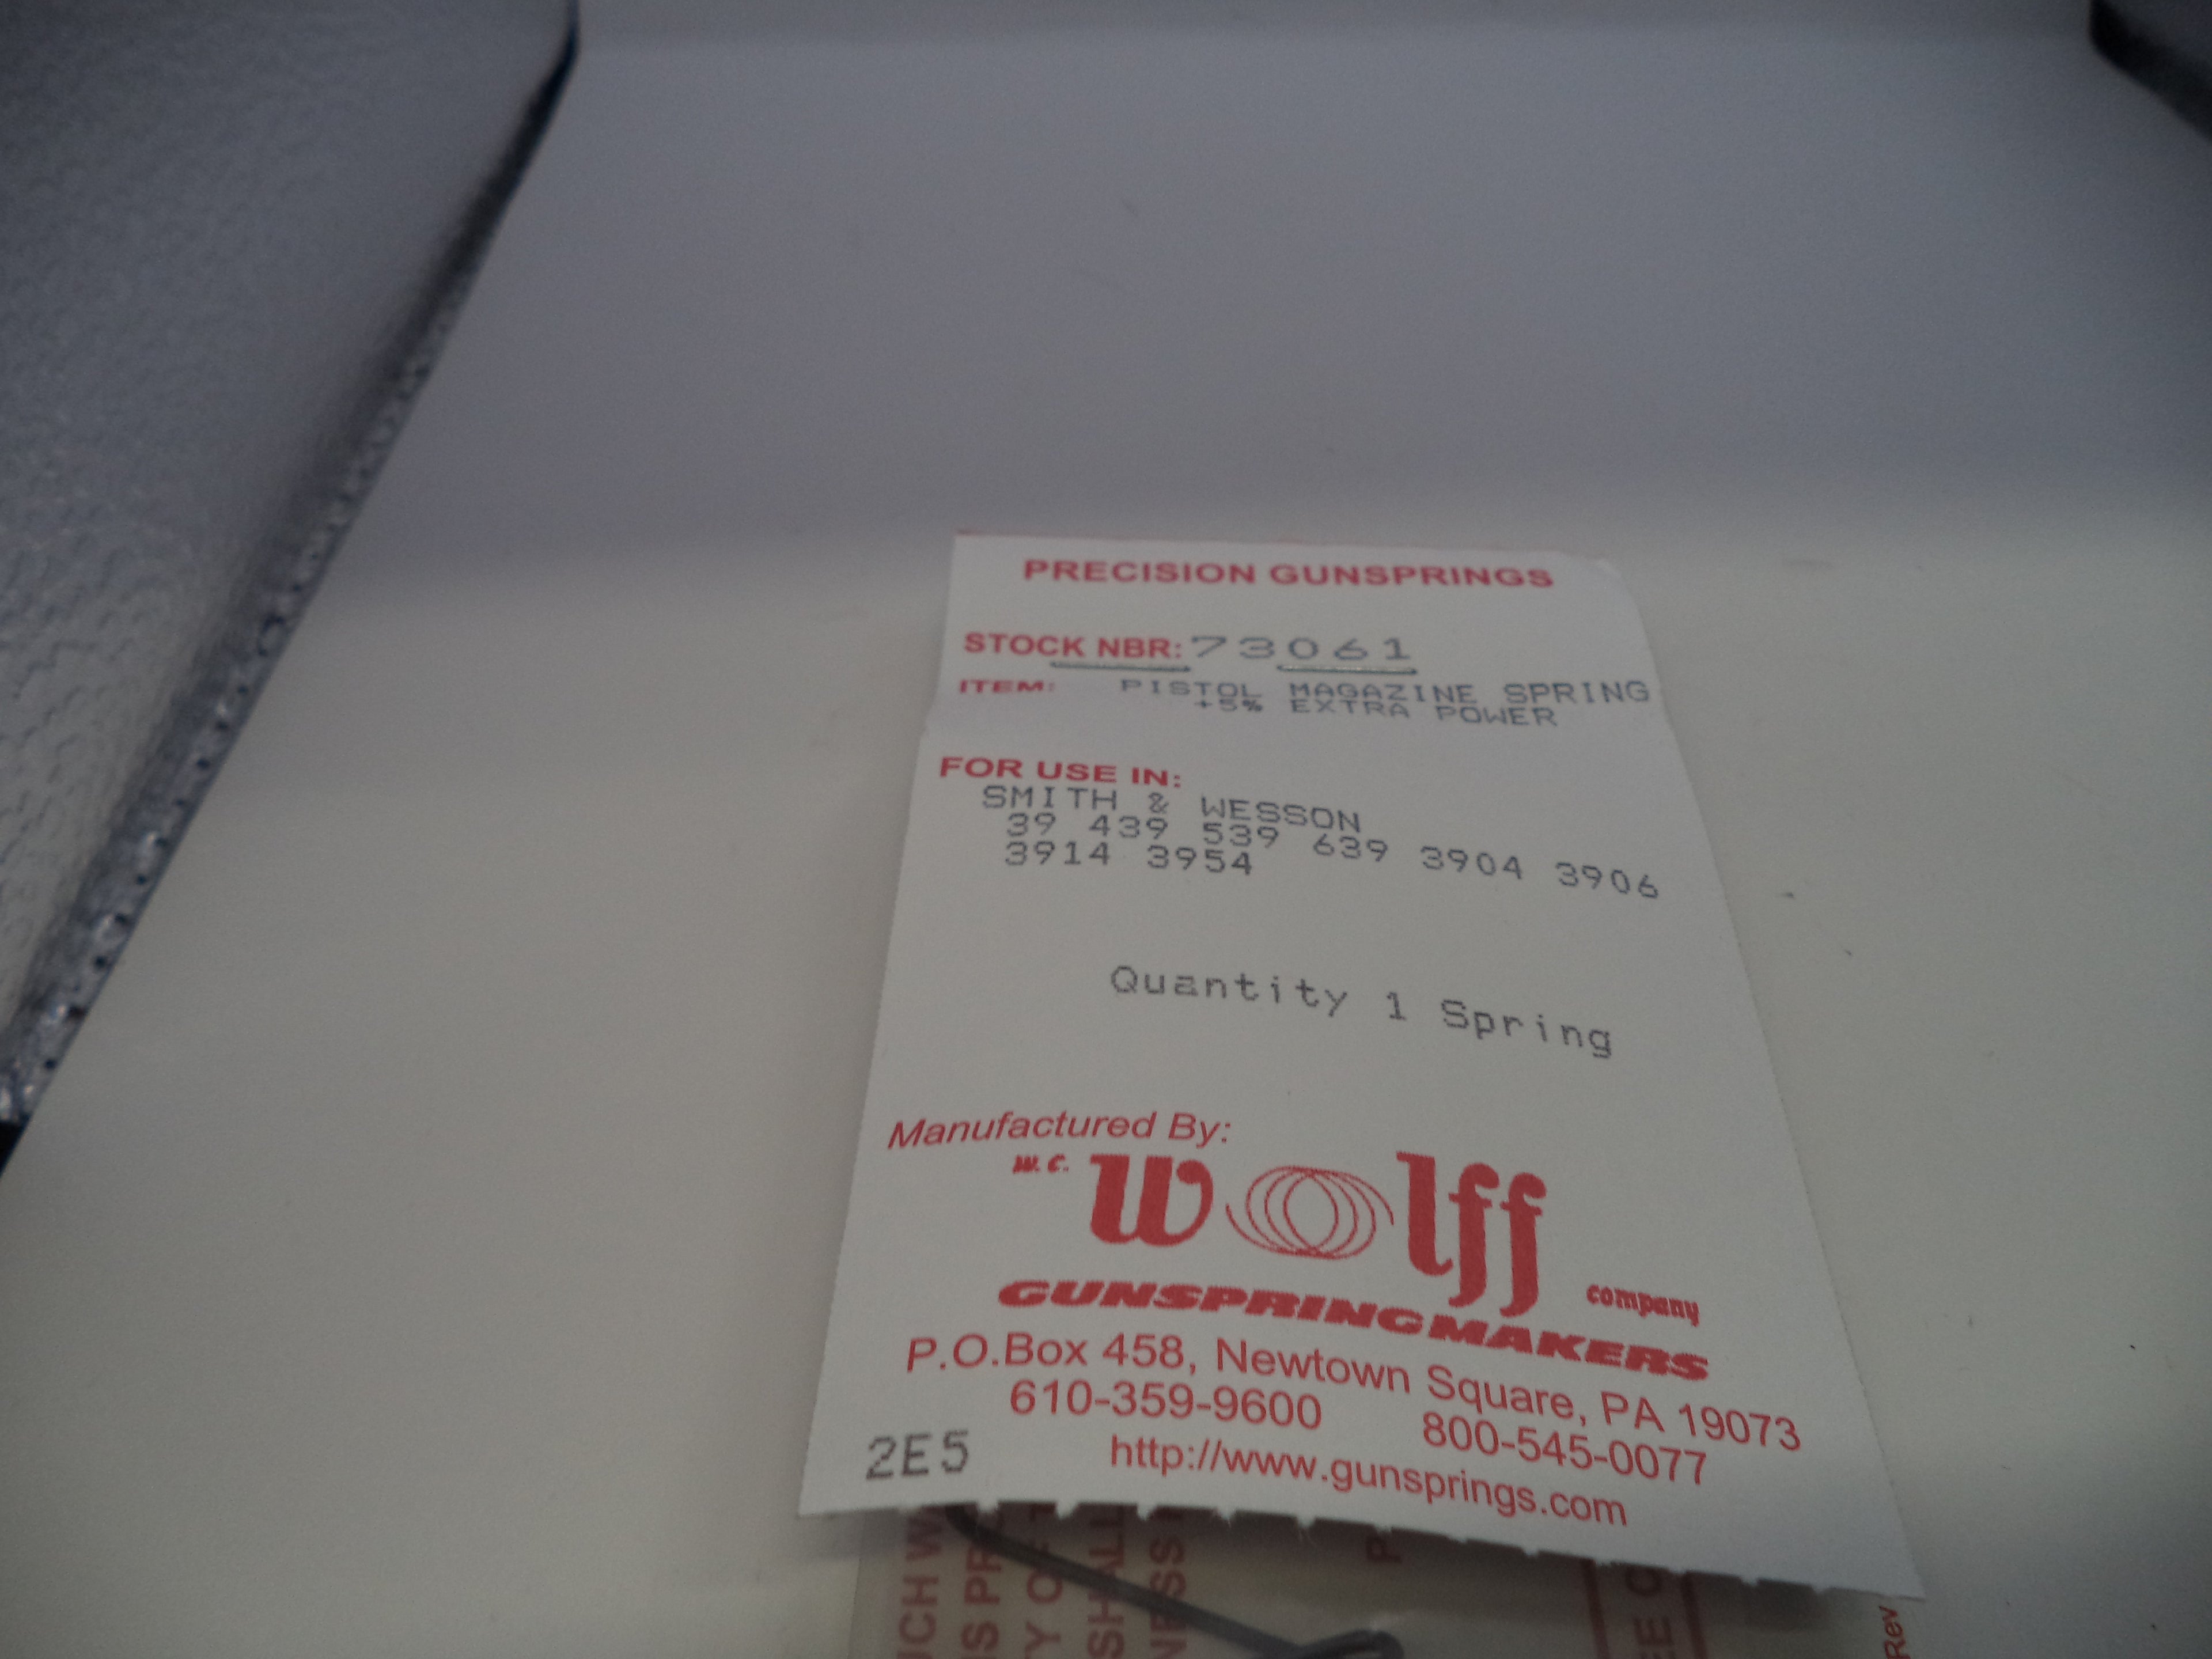 PRECISION GUNSPRINGS
STOCK NBR: 73061
ITEM: PISTOL MAGAZINE SPRING
+5% EXTRA POWER
FOR USE IN:
SMITH & WESSON
39 439 539 639 3904 3906
3914 3954
Quantity 1 Spring
Manufactured By:
W. C. Wolff company
GUNSPRINGMAKERS
P.O.Box 458, Newtown Square, PA 19073
610-359-9600 800-545-0077
2E5 http://www.gunsprings.com
Rev